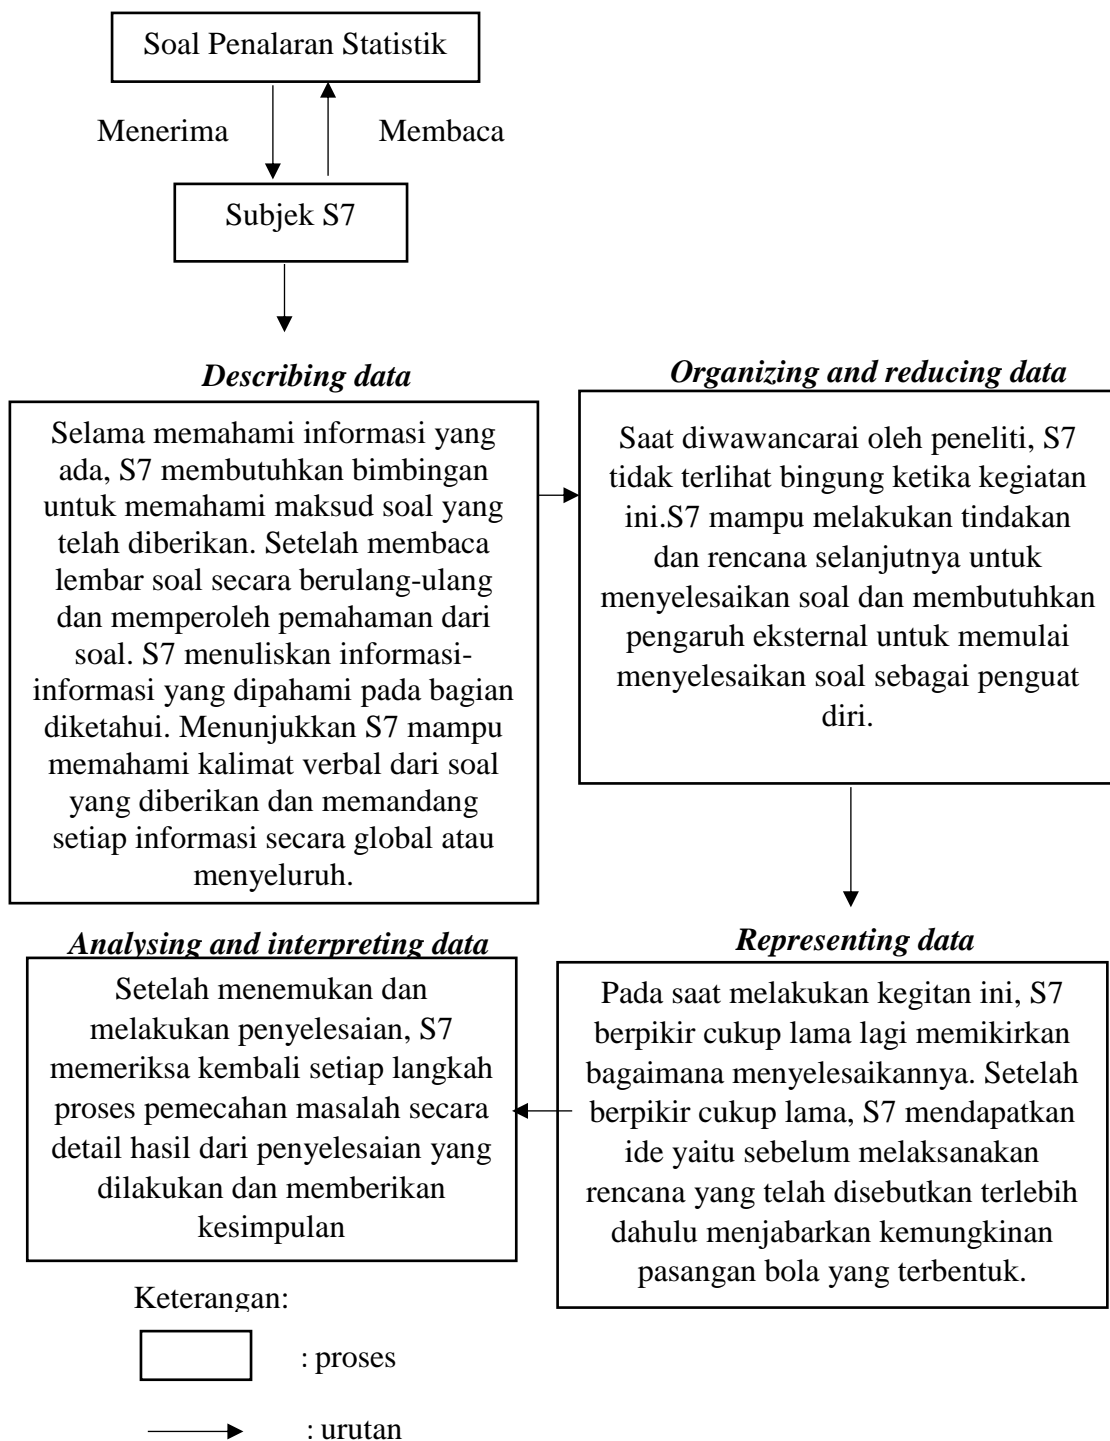 Soal Penalaran Statistik
Menerima
Membaca
Subjek S7
Describing data
Selama memahami informasi yang
ada, S7 membutuhkan bimbingan
untuk memahami maksud soal yang
telah diberikan. Setelah membaca
lembar soal secara berulang-ulang
dan memperoleh pemahaman dari
soal. S7 menuliskan informasi-
informasi yang dipahami pada bagian
diketahui. Menunjukkan S7 mampu
memahami kalimat verbal dari soal
yang diberikan dan memandang
setiap informasi secara global atau
menyeluruh.
Organizing and reducing data
Saat diwawancarai oleh peneliti, S7
tidak terlihat bingung ketika kegiatan
ini.S7 mampu melakukan tindakan
dan rencana selanjutnya untuk
menyelesaikan soal dan membutuhkan
pengaruh eksternal untuk memulai
menyelesaikan soal sebagai penguat
diri.
Representing data
Pada saat melakukan kegitan ini, S7
berpikir cukup lama lagi memikirkan
bagaimana menyelesaikannya. Setelah
berpikir cukup lama, S7 mendapatkan
ide yaitu sebelum melaksanakan
rencana yang telah disebutkan terlebih
dahulu menjabarkan kemungkinan
pasangan bola yang terbentuk.
Analysing and interpreting data
Setelah menemukan dan
melakukan penyelesaian, S7
memeriksa kembali setiap langkah
proses pemecahan masalah secara
detail hasil dari penyelesaian yang
dilakukan dan memberikan
kesimpulan
Keterangan:
: proses
: urutan